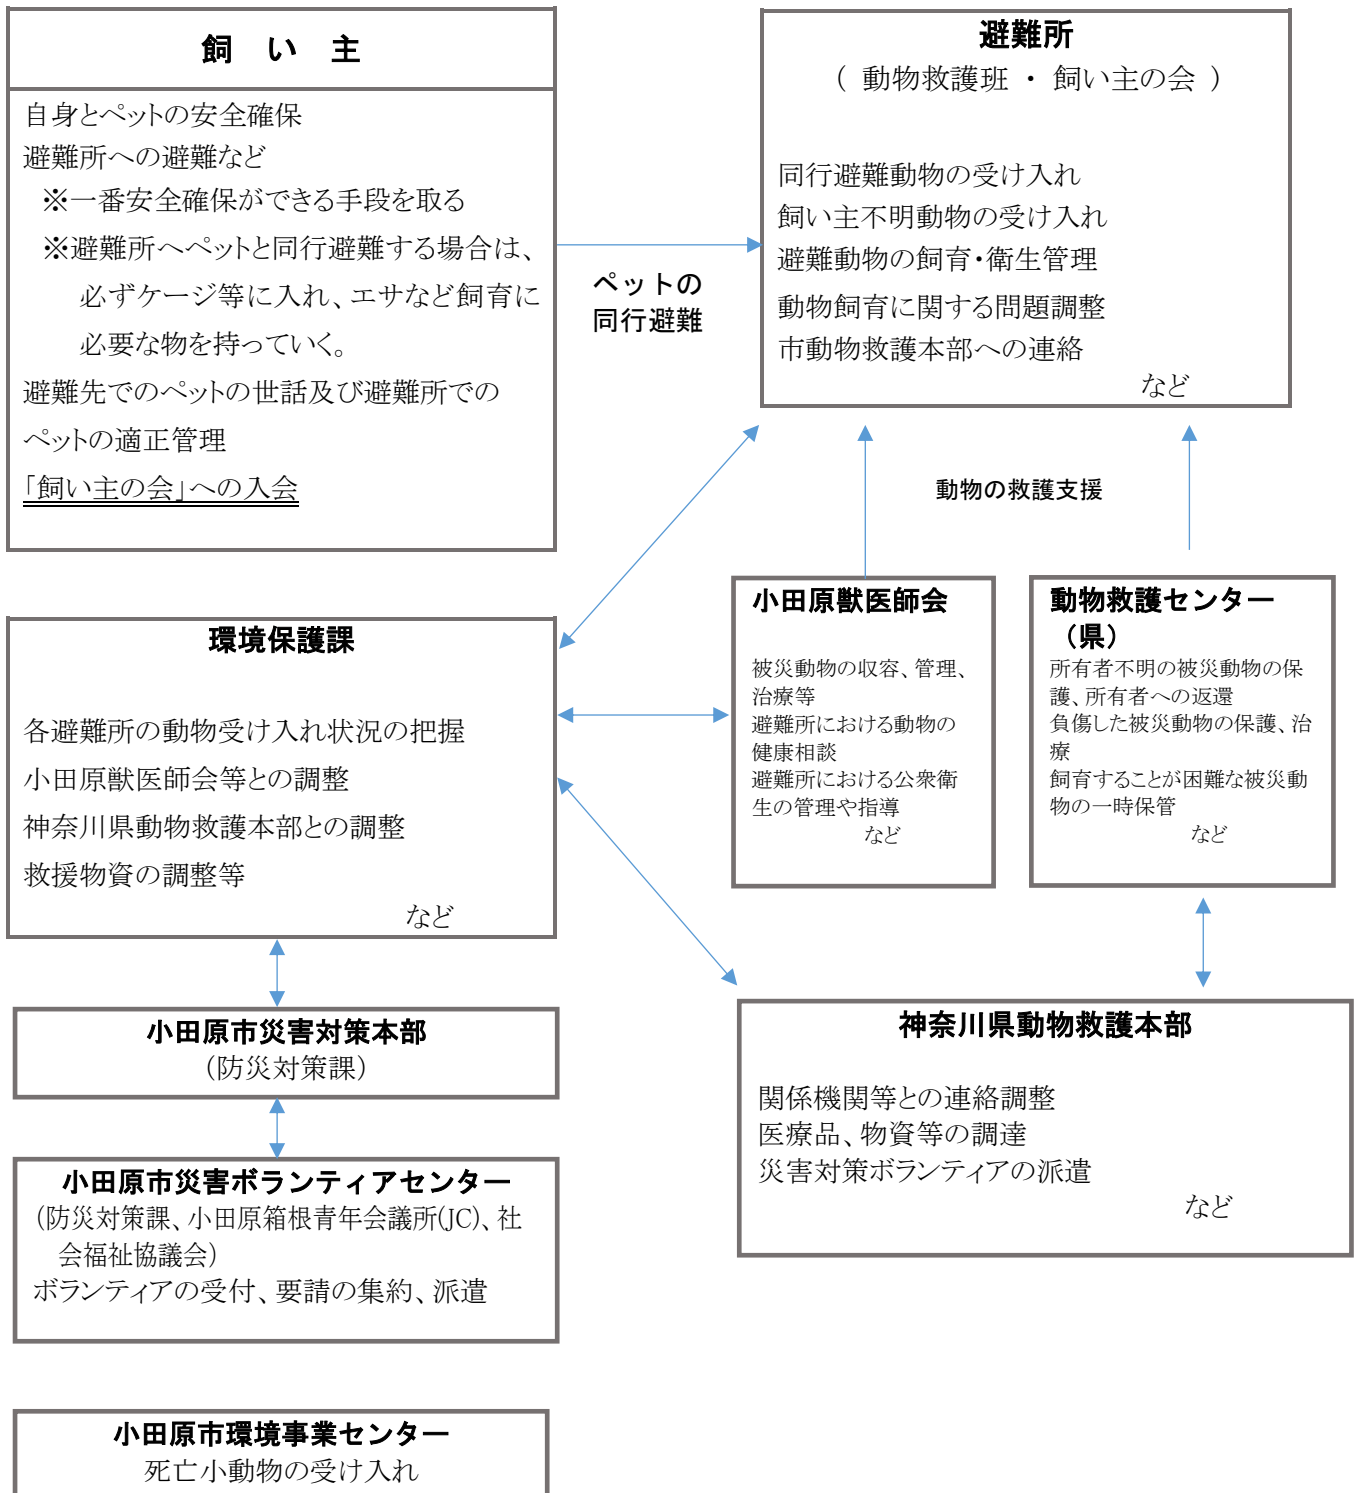 飼　い　主
自身とペットの安全確保
避難所への避難など
※一番安全確保ができる手段を取る
※避難所へペットと同行避難する場合は、
必ずケージ等に入れ、エサなど飼育に
必要な物を持っていく。
避難先でのペットの世話及び避難所での
ペットの適正管理
「飼い主の会」への入会
ペットの
同行避難
避難所
（ 動物救護班 ・ 飼い主の会 ）
同行避難動物の受け入れ
飼い主不明動物の受け入れ
避難動物の飼育・衛生管理
動物飼育に関する問題調整
市動物救護本部への連絡
など
動物の救護支援
環境保護課
各避難所の動物受け入れ状況の把握
小田原獣医師会等との調整
神奈川県動物救護本部との調整
救援物資の調整等
など
小田原獣医師会
被災動物の収容、管理、
治療等
避難所における動物の
健康相談
避難所における公衆衛
生の管理や指導
など
動物救護センター
（県）
所有者不明の被災動物の保
護、所有者への返還
負傷した被災動物の保護、治
療
飼育することが困難な被災動
物の一時保管
など
小田原市災害対策本部
（防災対策課）
小田原市災害ボランティアセンター
（防災対策課、小田原箱根青年会議所(JC)、社
会福祉協議会）
ボランティアの受付、要請の集約、派遣
神奈川県動物救護本部
関係機関等との連絡調整
医療品、物資等の調達
災害対策ボランティアの派遣
など
小田原市環境事業センター
死亡小動物の受け入れ